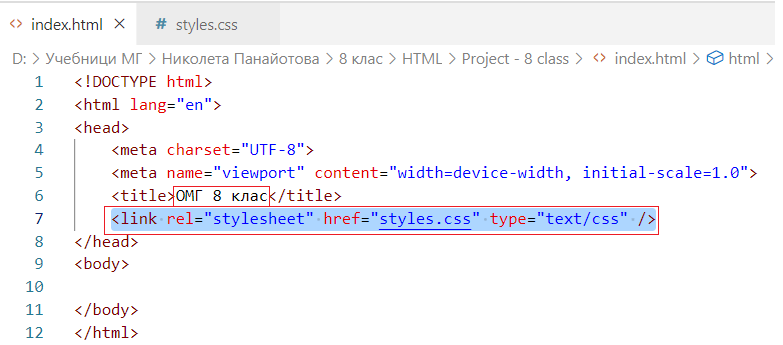 index.html styles.css
D: > Учебници МГ > Николета Панайотова > 8 клас > HTML > Project - 8 class > index.html > html >
1 <!DOCTYPE html>
2 <html lang="en">
3 <head>
4 <meta charset="UTF-8">
5 <meta name="viewport" content="width=device-width, initial-scale=1.0">
6 <title>ОМГ 8 клас</title>
7 <link rel="stylesheet" href="styles.css" type="text/css" />
8 </head>
9 <body>
10
11 </body>
12 </html>